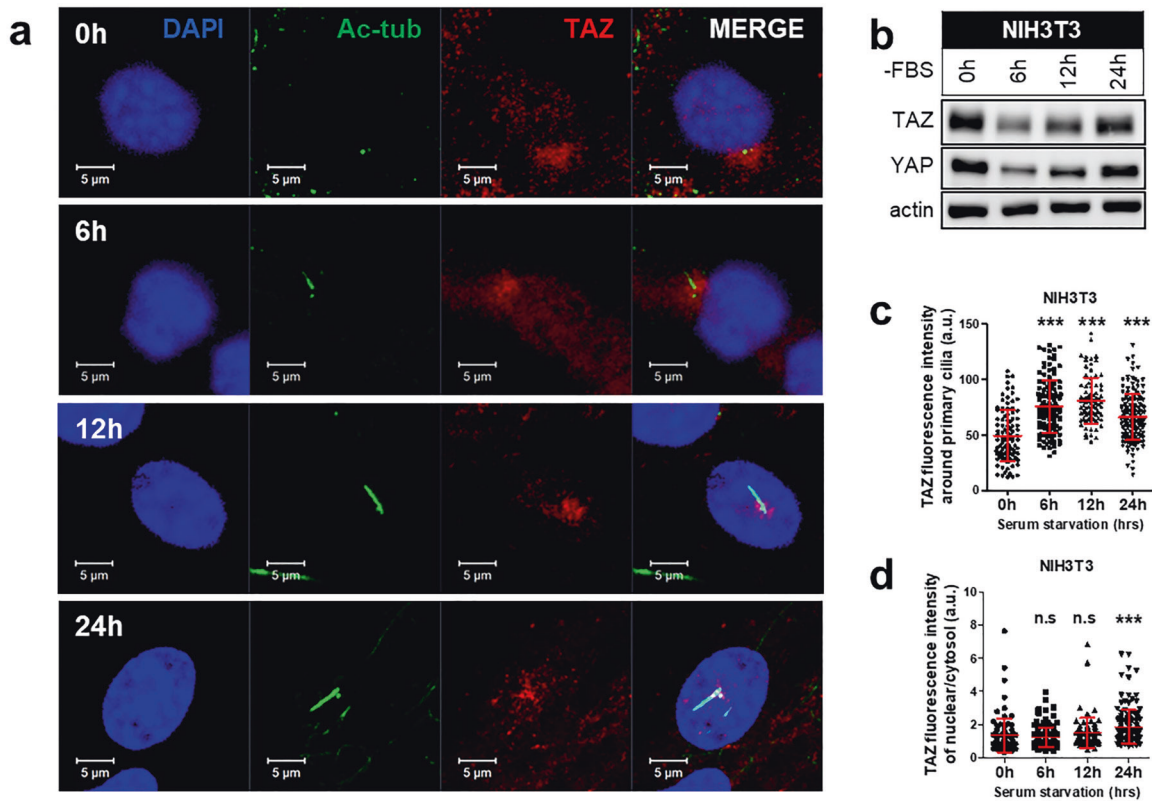 a
0h DAPI Ac-tub TAZ MERGE
5 µm 5 µm 5 µm 5 µm
6h
5 µm 5 µm 5 µm 5 µm
12h
5 µm 5 µm 5 µm 5 µm
24h
5 µm 5 µm 5 µm 5 µm
b
NIH3T3
-FBS 0h 6h 12h 24h
TAZ
YAP
actin
c
NIH3T3
*** *** ***
TAZ fluorescence intensity
around primary cilia (a.u.)
150
100
50
0
0h 6h 12h 24h
Serum starvation (hrs)
d
NIH3T3
n.s n.s ***
TAZ fluorescence intensity
of nuclear/cytosol (a.u.)
10
8
6
4
2
0
0h 6h 12h 24h
Serum starvation (hrs)